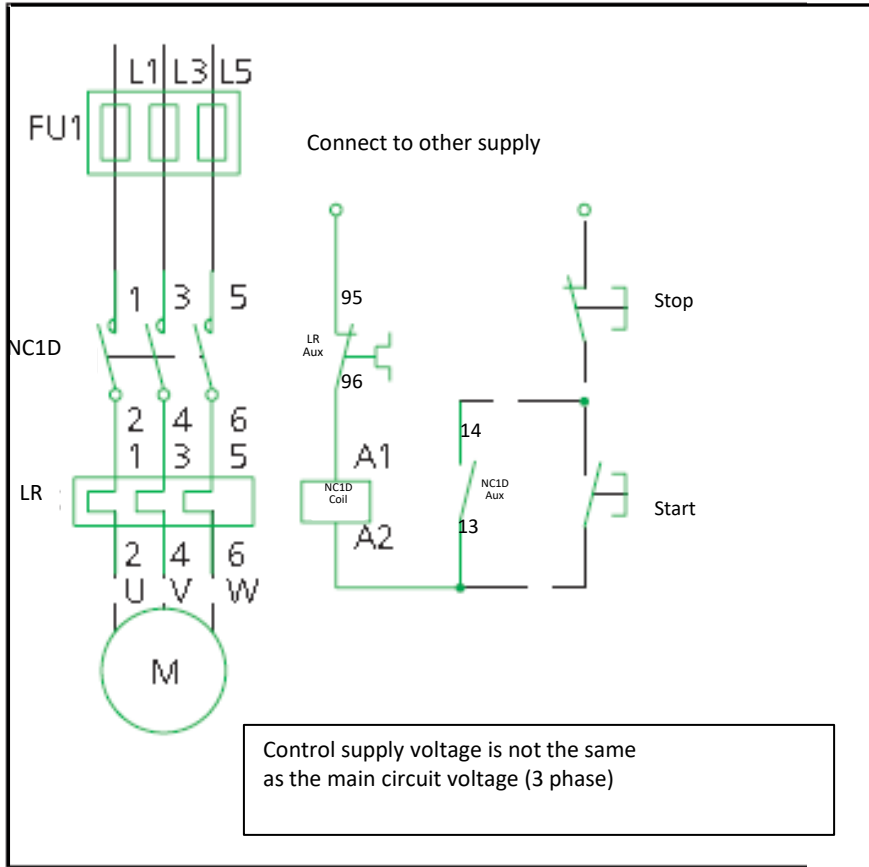 L1 L3 L5
FU1
Connect to other supply
1 3 5
95
Stop
NC1D
LR
Aux
96
2 4 6
14
1 3 5
A1
LR
NC1D
Coil
NC1D
Aux
Start
13
A2
2 4 6
U V W
M
Control supply voltage is not the same
as the main circuit voltage (3 phase)